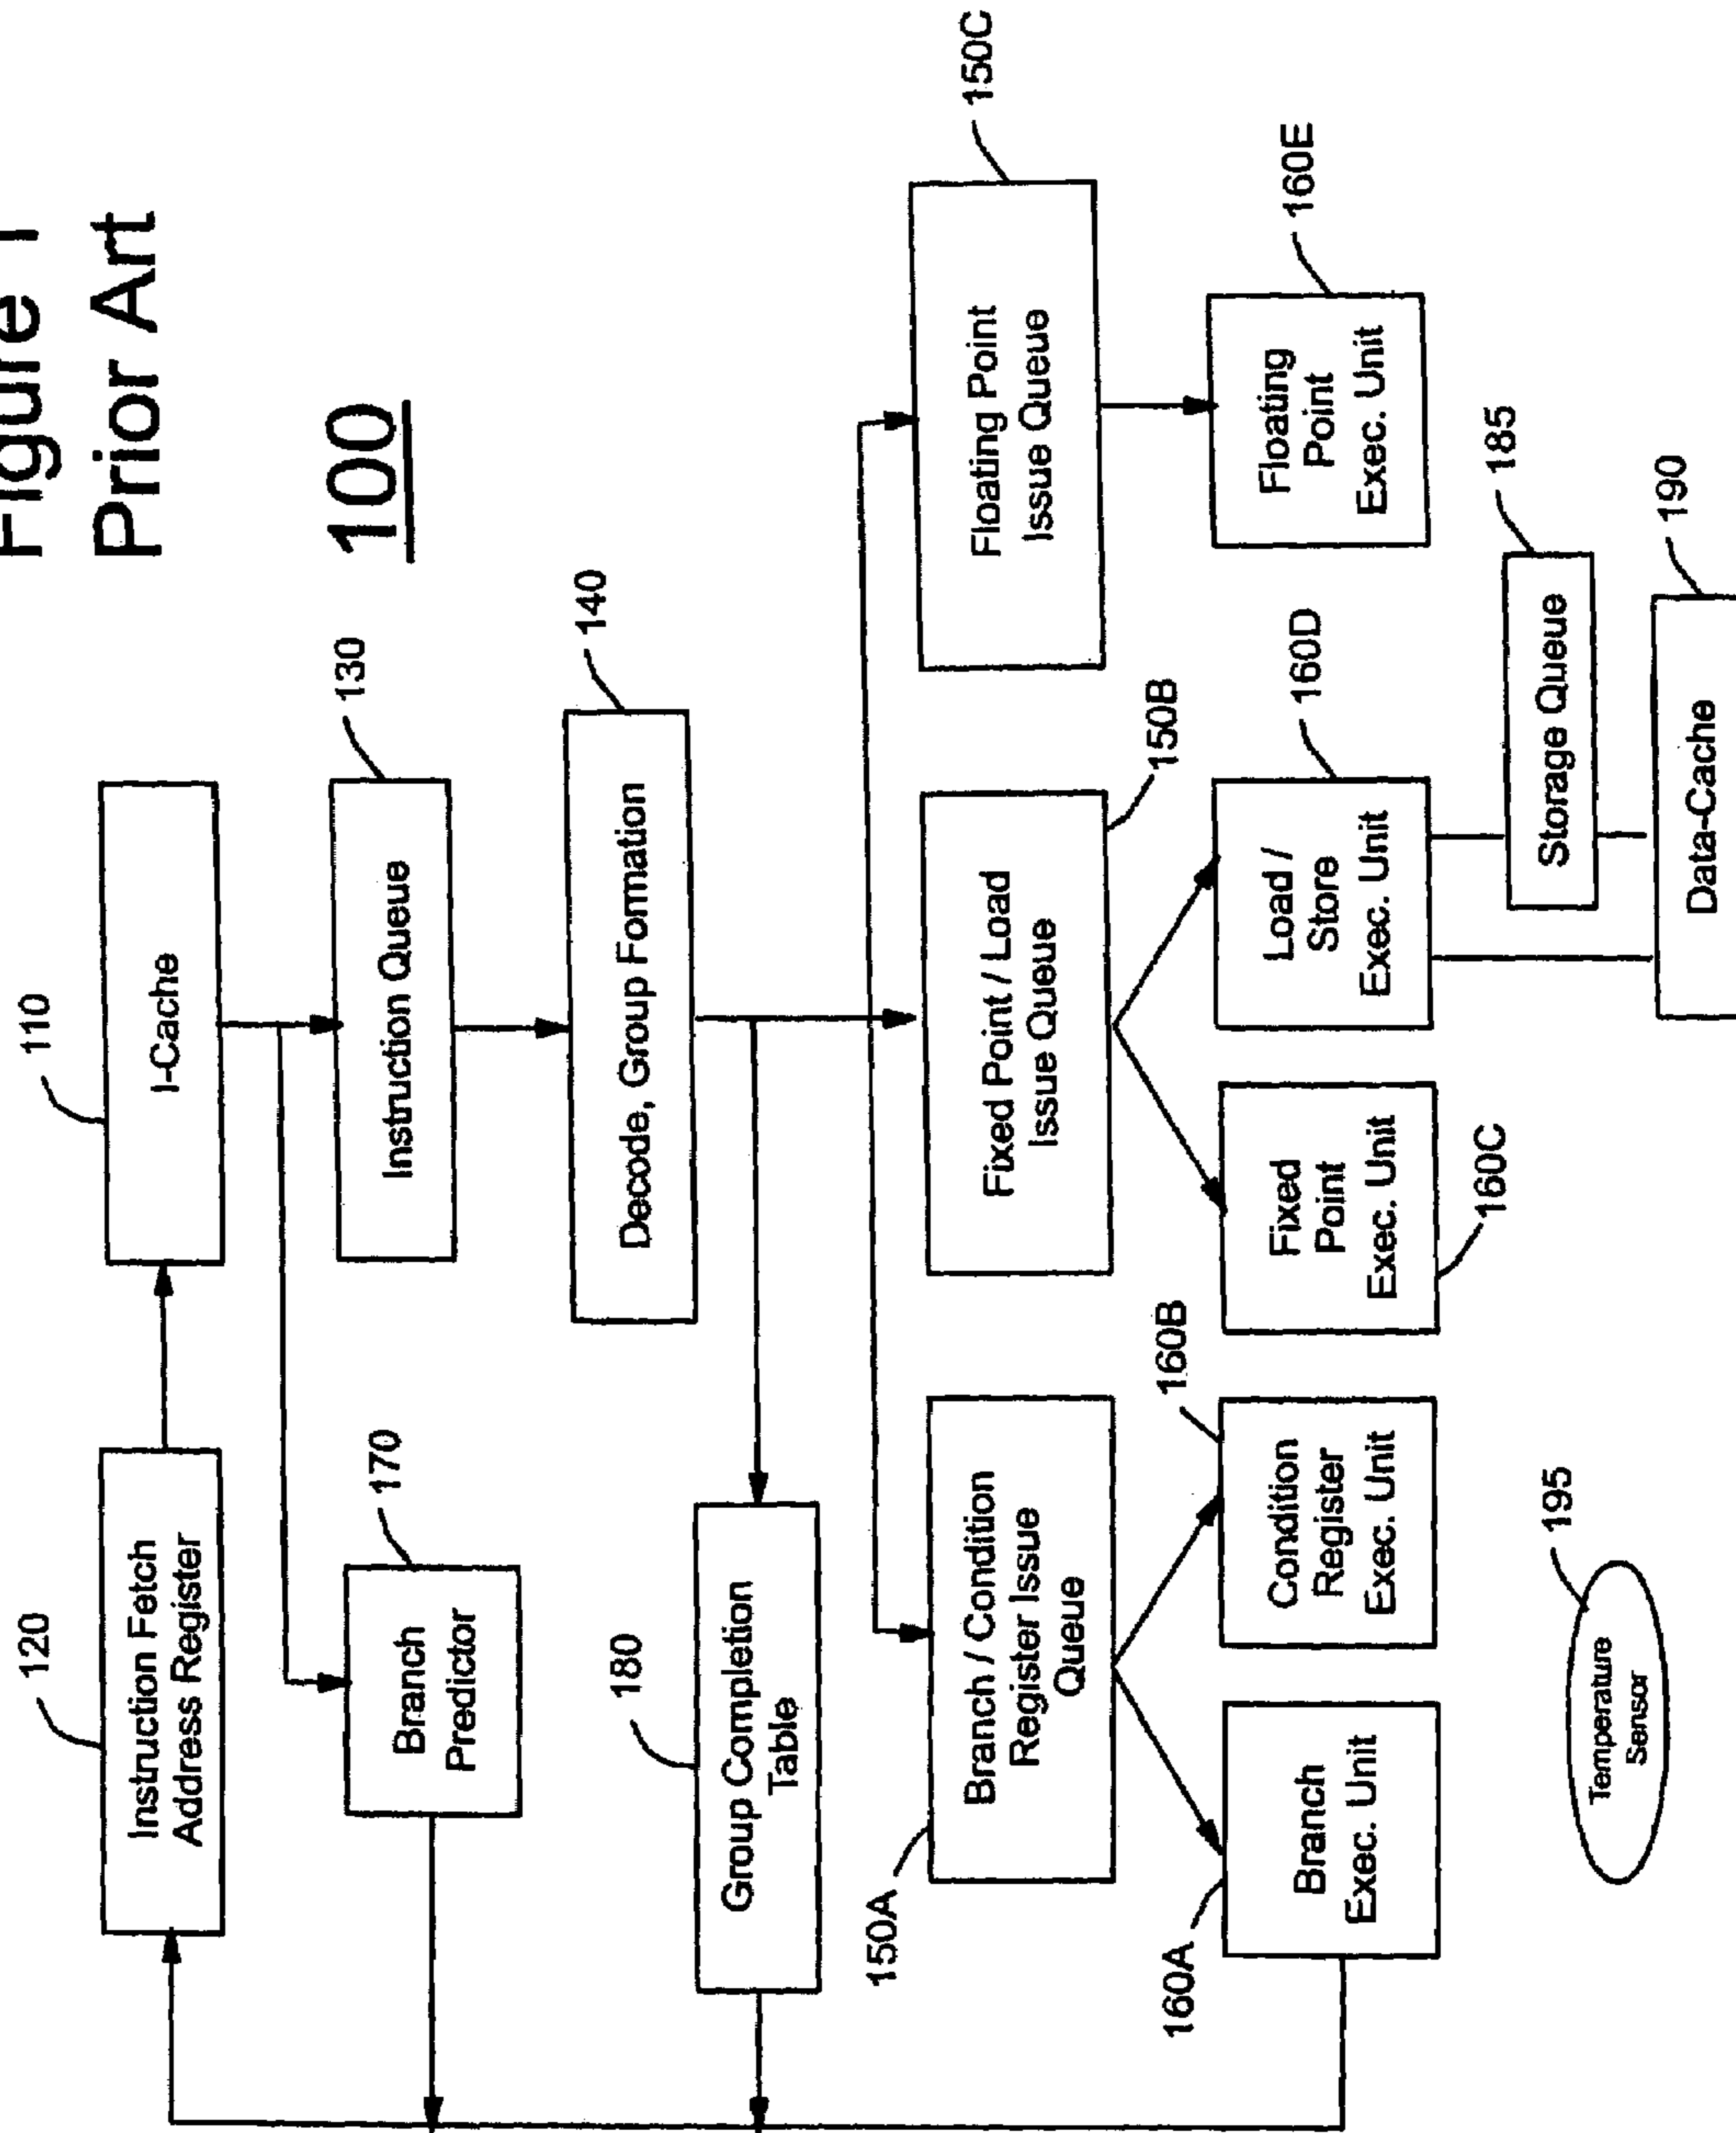 Figure 1
Prior Art
100
120
Instruction Fetch
Address Register
110
I-Cache
170
Branch
Predictor
130
Instruction Queue
140
Decode, Group Formation
180
Group Completion
Table
150A
Branch / Condition
Register Issue
Queue
150B
Fixed Point / Load
Issue Queue
150C
Floating Point
Issue Queue
160A
Branch
Exec. Unit
160B
Condition
Register
Exec. Unit
160C
Fixed
Point
Exec. Unit
160D
Load /
Store
Exec. Unit
160E
Floating
Point
Exec. Unit
195
Temperature
Sensor
185
Storage Queue
190
Data-Cache